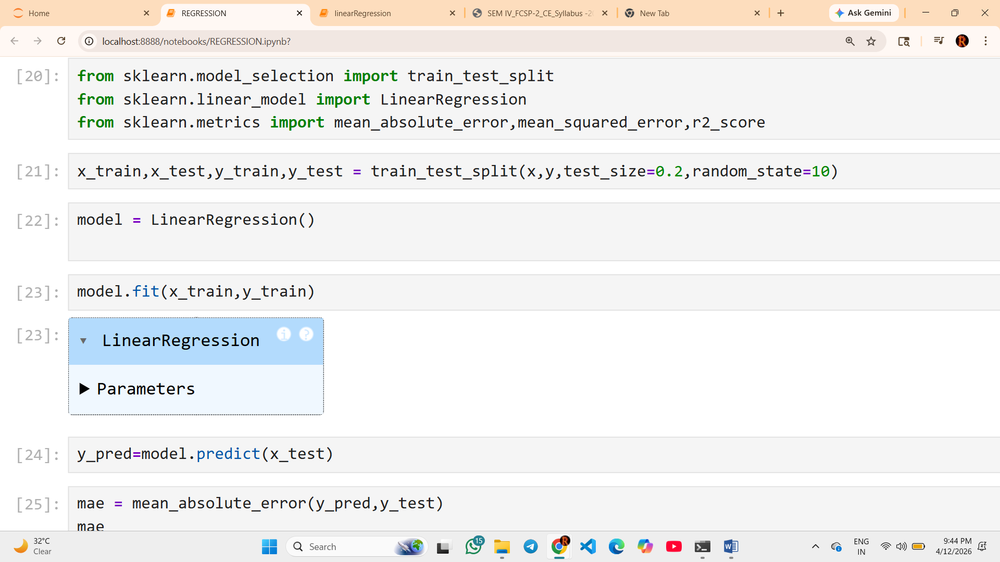 Home
REGRESSION
linearRegression
SEM IV_FCSP-2_CE_Syllabus -2
New Tab
Ask Gemini
localhost:8888/notebooks/REGRESSION.ipynb?
[20]:
from sklearn.model_selection import train_test_split
from sklearn.linear_model import LinearRegression
from sklearn.metrics import mean_absolute_error,mean_squared_error,r2_score
[21]:
x_train,x_test,y_train,y_test = train_test_split(x,y,test_size=0.2,random_state=10)
[22]:
model = LinearRegression()
[23]:
model.fit(x_train,y_train)
[23]:
LinearRegression
i ?
Parameters
[24]:
y_pred=model.predict(x_test)
[25]:
mae = mean_absolute_error(y_pred,y_test)
mae
32°C
Clear
Search
15
ENG
IN
9:44 PM
4/12/2026